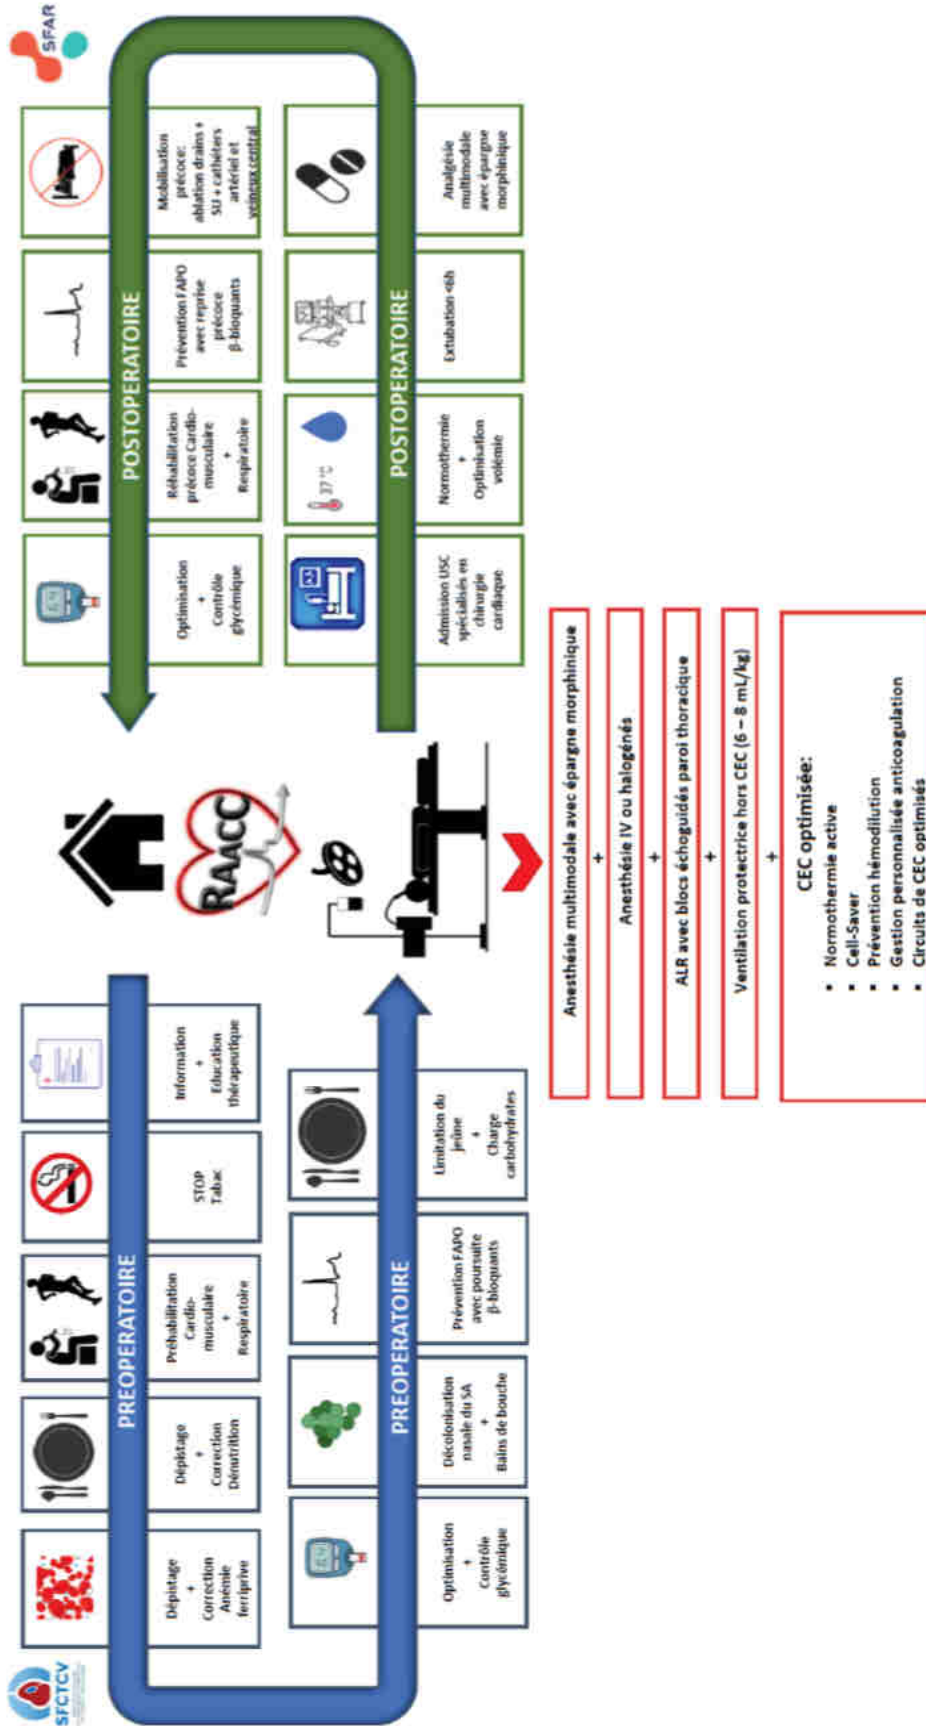 SFCTCV
SFAR
PREOPERATOIRE
Information
+
Education
thérapeutique
STOP
Tabac
Préhabilitation
Cardio-
musculaire
+
Respiratoire
Dépistage
+
Correction
Dénutrition
Dépistage
+
Correction
Anémie
ferriprive
PREOPERATOIRE
Optimisation
+
Contrôle
glycémique
Décolonisation
nasale du SA
+
Bains de bouche
Prévention FAPO
avec poursuite
β-bloquants
Limitation du
jeûne
+
Charge
carbohydrates
RAACC
Anesthésie multimodale avec épargne morphinique
+
Anesthésie IV ou halogénés
+
ALR avec blocs échoguidés paroi thoracique
+
Ventilation protectrice hors CEC (6 – 8 mL/kg)
+
CEC optimisée:
▪ Normothermie active
▪ Cell-Saver
▪ Prévention hémodilution
▪ Gestion personnalisée anticoagulation
▪ Circuits de CEC optimisés
POSTOPERATOIRE
Admission USC
spécialisés en
chirurgie
cardiaque
37 °C
Normothermie
+
Optimisation
volémie
Extubation <6h
Analgésie
multimodale
avec épargne
morphinique
POSTOPERATOIRE
Mobilisation
précoce:
ablation drains +
SU + cathéters
artériel et
veineux central
Prévention FAPO
avec reprise
précoce
β-bloquants
Réhabilitation
précoce Cardio-
musculaire
+
Respiratoire
Optimisation
+
Contrôle
glycémique